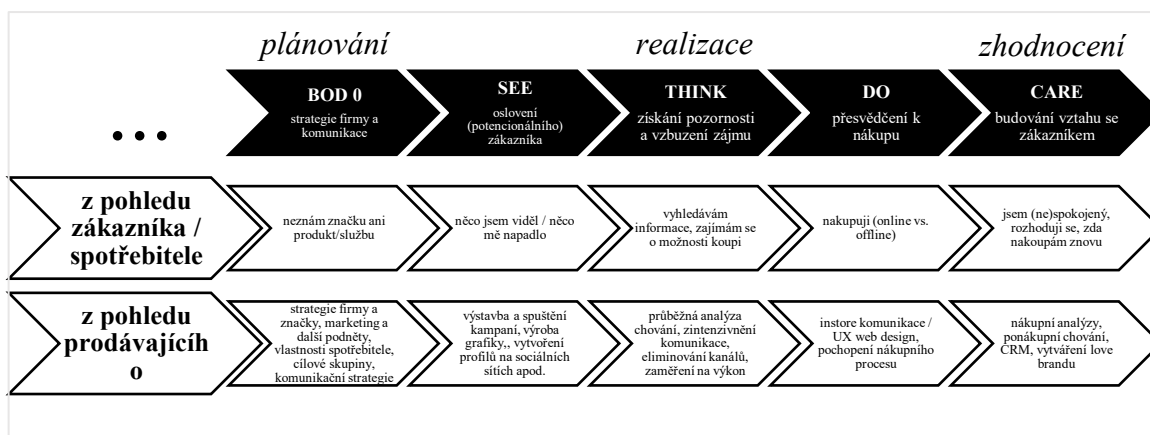 plánování
realizace
zhodnocení
...
BOD 0
strategie firmy a
komunikace
SEE
oslovení
(potencionálního)
zákazníka
THINK
získání pozornosti
a vzbuzení zájmu
DO
přesvědčení k
nákupu
CARE
budování vztahu se
zákazníkem
z pohledu
zákazníka /
spotřebitele
neznám značku ani
produkt/službu
něco jsem viděl / něco
mě napadlo
vyhledávám
informace, zajímám se
o možnosti koupi
nakupuji (online vs.
offline)
jsem (ne)spokojený,
rozhoduji se, zda
nakoupám znovu
z pohledu
prodávajícíh
o
strategie firmy a
značky, marketing a
další podněty,
vlastnosti spotřebitele,
cílové skupiny,
komunikační strategie
výstavba a spuštění
kampaní, výroba
grafiky,, vytvoření
profilů na sociálních
sítích apod.
průběžná analýza
chování, zintenzivnění
komunikace,
eliminování kanálů,
zaměření na výkon
instore komunikace /
UX web design,
pochopení nákupního
procesu
nákupní analýzy,
ponákupní chování,
CRM, vytváření love
brandu